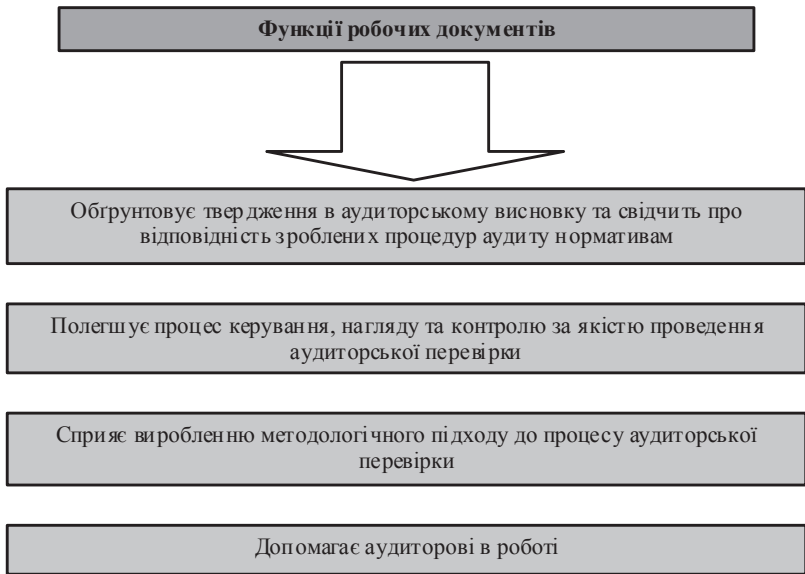 Функції робочих документів
Обґрунтовує твердження в аудиторському висновку та свідчить про
відповідність зроблених процедур аудиту нормативам
Полегшує процес керування, нагляду та контролю за якістю проведення
аудиторської перевірки
Сприяє виробленню методологічного підходу до процесу аудиторської
перевірки
Допомагає аудиторові в роботі